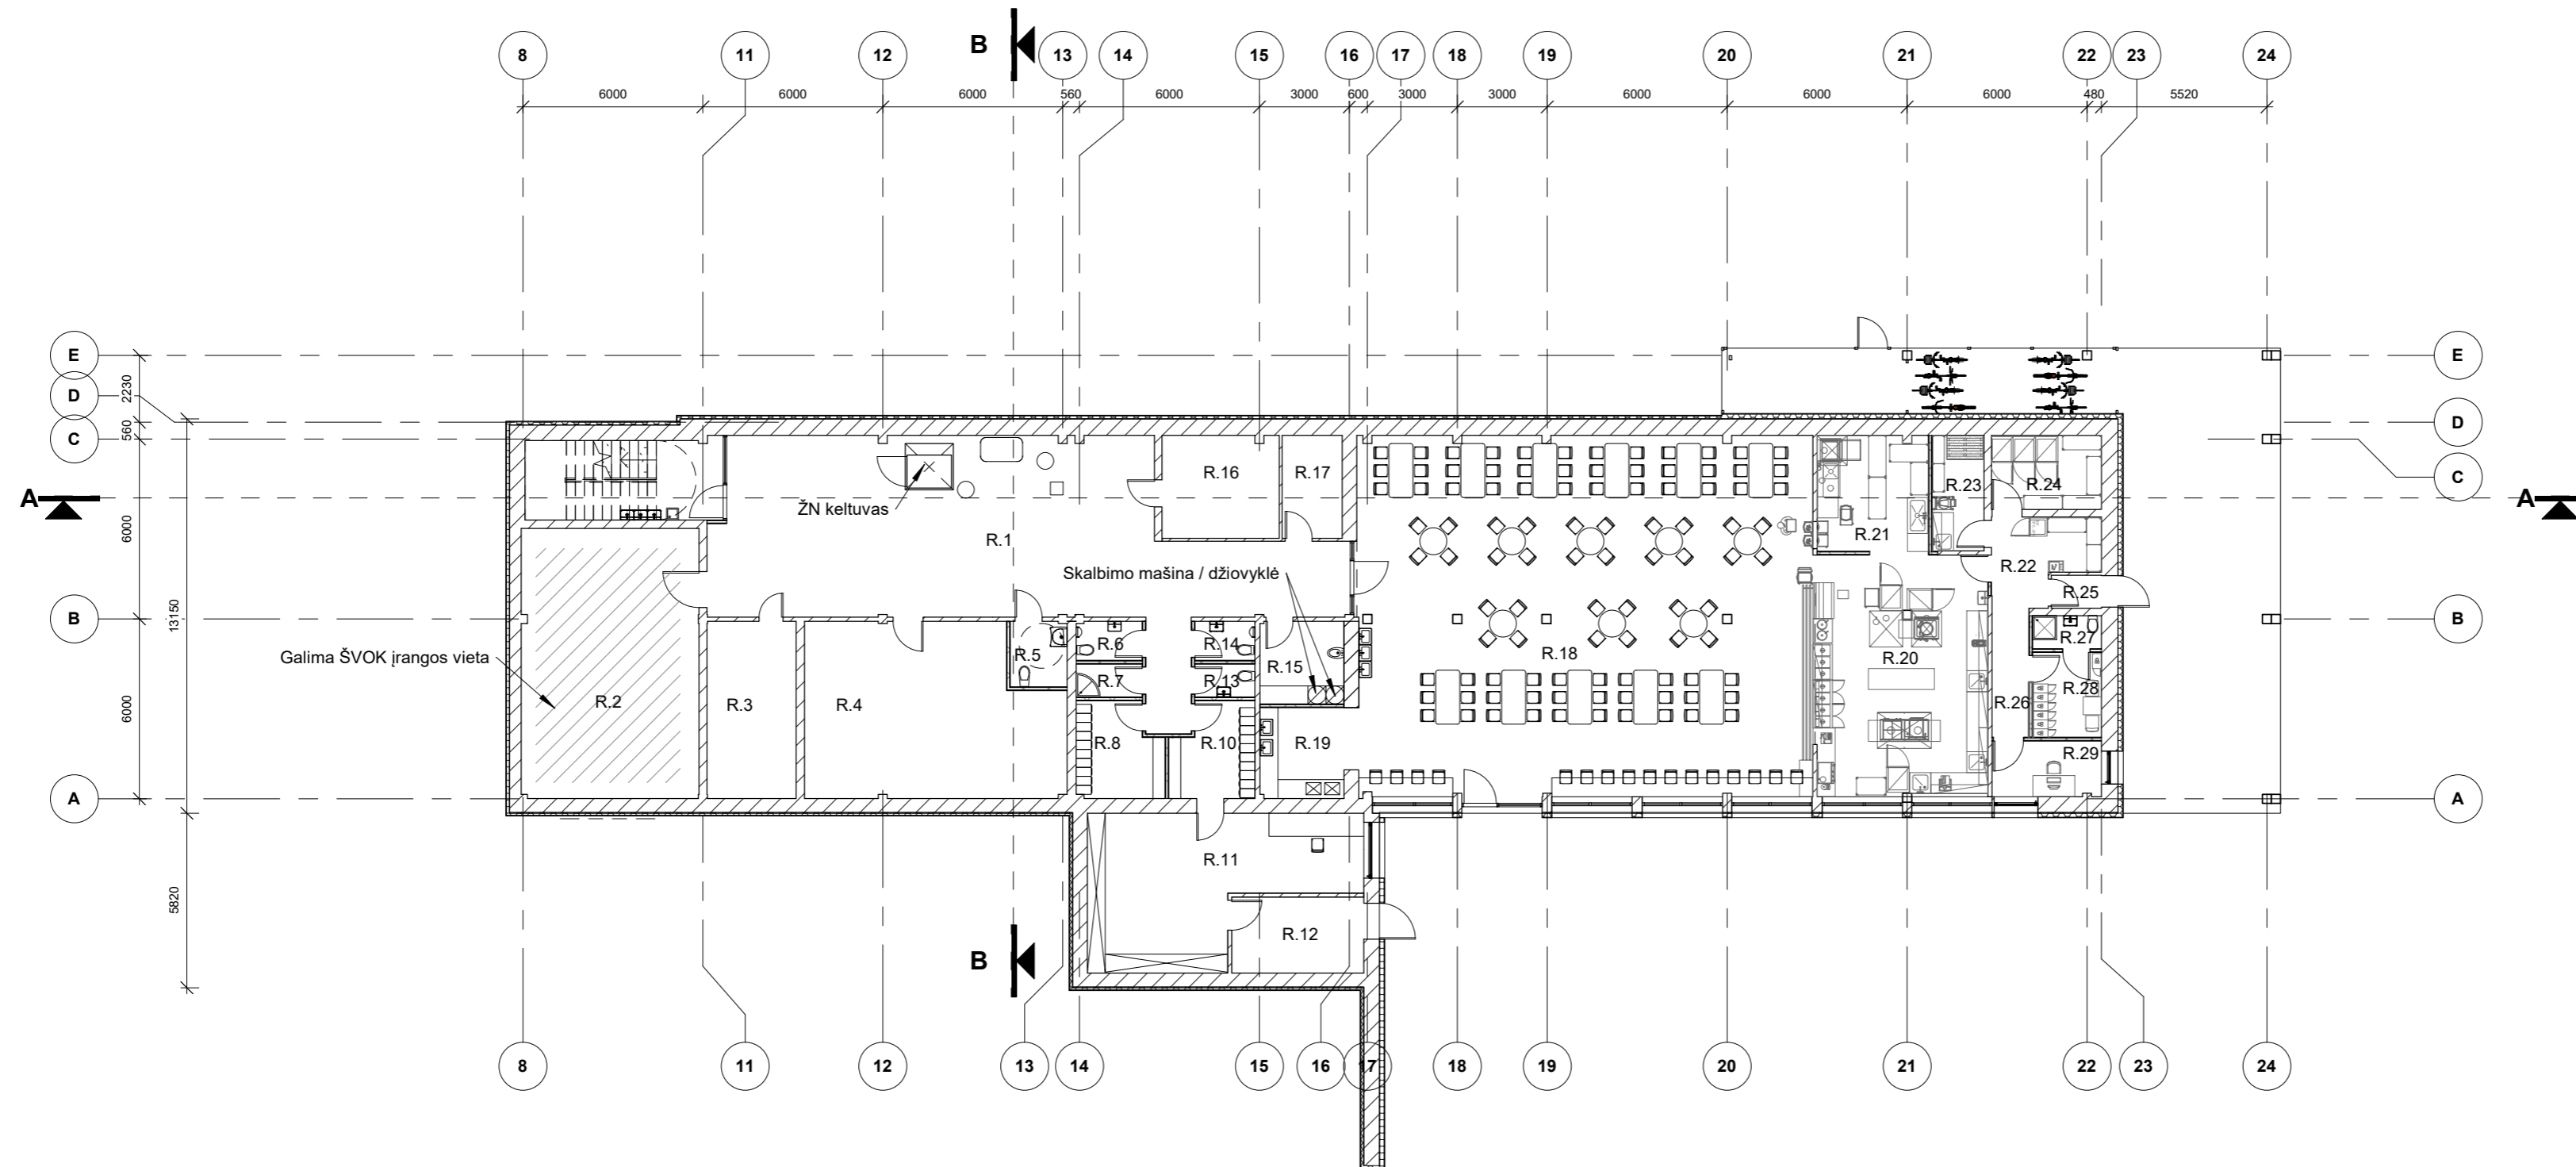 B
8 11 12 13 14 15 16 17 18 19 20 21 22 23 24
6000 6000 6000 560 6000 3000 600 3000 3000 6000 6000 6000 480 5520
E E
2230
D D
560
C C
A A
6000
13150
B B
6000
A A
5820
R.16 R.17
ŽN keltuvas
R.1
R.23 R.24
R.21
R.22
Skalbimo mašina / džiovyklė
R.25
R.6 R.14
R.27
Galima ŠVOK įrangos vieta
R.5
R.15
R.18
R.20
R.7 R.13
R.28
R.2 R.3 R.4
R.26
R.8 R.10 R.19
R.29
R.11
R.12
B
8 11 12 13 14 15 16 17 18 19 20 21 22 23 24